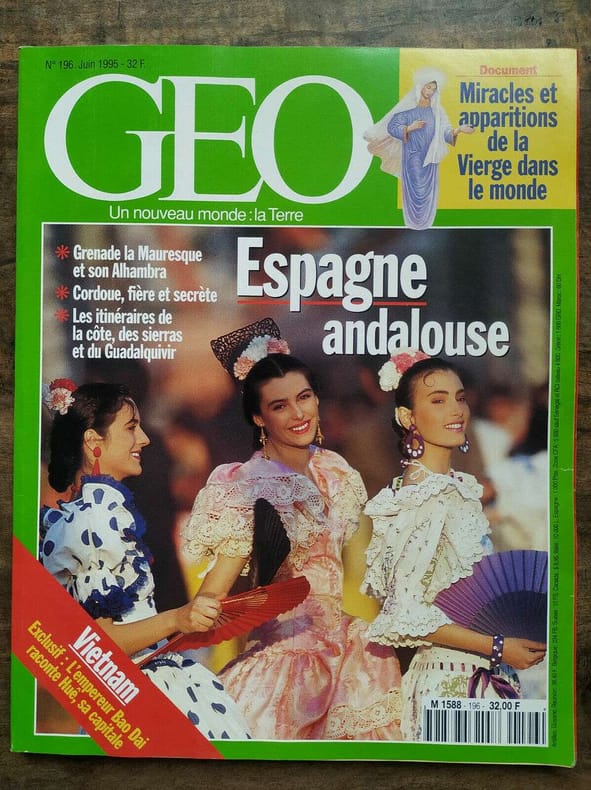 N° 196. Juin 1995 - 32 F.
GEO
Un nouveau monde : la Terre
Document
Miracles et
apparitions
de la
Vierge dans
le monde
* Grenade la Mauresque
et son Alhambra
* Cordoue, fière et secrète
* Les itinéraires de
la côte, des sierras
et du Guadalquivir
Espagne
andalouse
Vietnam
Exclusif : L'empereur Bao Dai
raconte Hué, sa capitale
M 1588 - 196 - 32,00 F